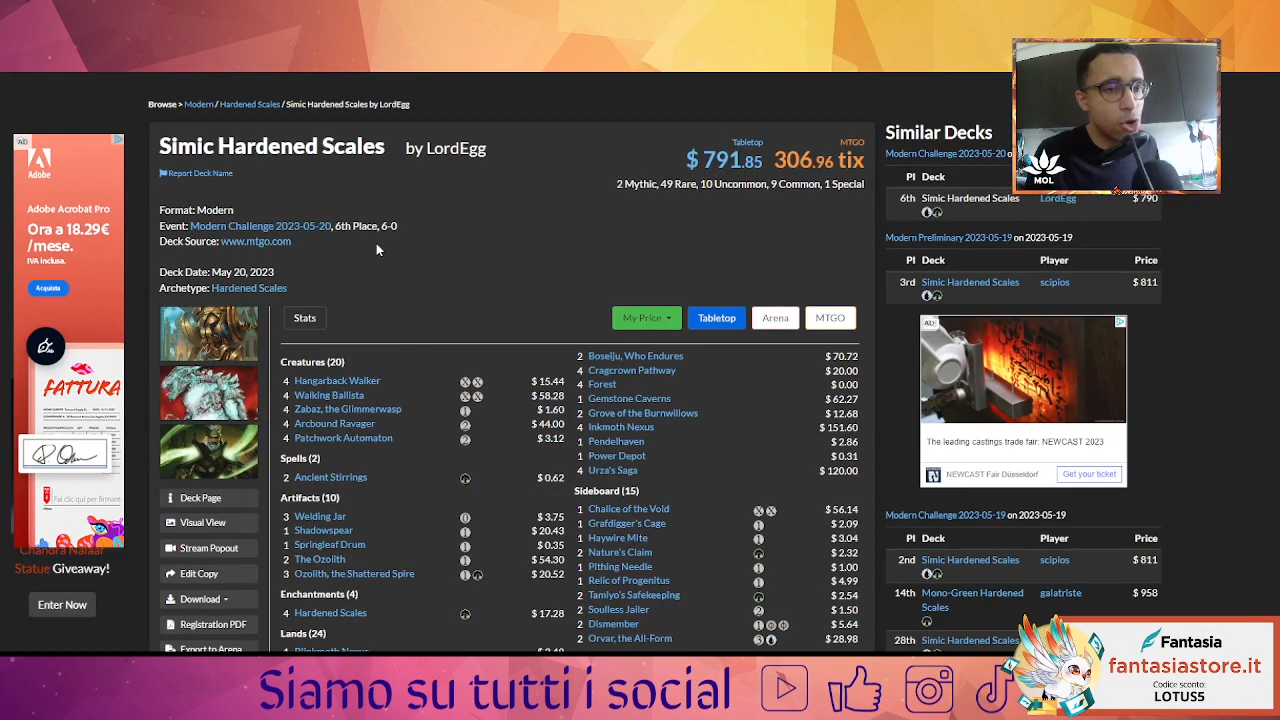 Browse > Modern / Hardened Scales / Simic Hardened Scales by LordEgg
Simic Hardened Scales by LordEgg
Report Deck Name
Tabletop MTGO
$ 791.85 306.96 tix
2 Mythic, 49 Rare, 10 Uncommon, 9 Common, 1 Special
Format: Modern
Event: Modern Challenge 2023-05-20, 6th Place, 6-0
Deck Source: www.mtgo.com
Deck Date: May 20, 2023
Archetype: Hardened Scales
Stats
My Price
Tabletop
Arena
MTGO
Creatures (20)
4 Hangarback Walker $ 15.44
4 Walking Ballista $ 58.28
4 Zabaz, the Glimmerwasp
4 Arcbound Ravager
4 Patchwork Automaton $ 3.12
Spells (2)
2 Ancient Stirrings $ 0.62
Artifacts (10)
3 Welding Jar $ 3.75
1 Shadowspear $ 20.43
1 Springleaf Drum $ 0.35
2 The Ozolith $ 54.30
3 Ozolith, the Shattered Spire $ 20.52
Enchantments (4)
4 Hardened Scales $ 17.28
Lands (24)
2 Boseiju, Who Endures $ 70.72
4 Cragcrown Pathway $ 20.00
4 Forest $ 0.00
1 Gemstone Caverns $ 62.27
2 Grove of the Burnwillows $ 12.60
4 Inkmoth Nexus $ 151.00
1 Pendelhaven $ 2.86
1 Power Depot $ 0.31
4 Urza's Saga $ 120.00
Sideboard (15)
1 Chalice of the Void $ 56.14
1 Grafdigger's Cage $ 2.09
1 Haywire Mite $ 3.04
2 Nature's Claim $ 2.32
1 Pithing Needle $ 1.00
1 Relic of Progenitus $ 4.99
2 Tamiyo's Safekeeping $ 2.54
1 Soulless Jailer $ 1.50
2 Dismember $ 5.64
1 Orvar, the All-Form $ 28.98
Deck Page
Visual View
Stream Popout
Edit Copy
Download
Registration PDF
Export to Arena
Similar Decks
Modern Challenge 2023-05-20
Pl Deck
6th Simic Hardened Scales LordEgg $ 790
Modern Preliminary 2023-05-19 on 2023-05-19
Pl Deck Player Price
3rd Simic Hardened Scales scipios $ 811
AD
The leading castings trade fair: NEWCAST 2023
NEWCAST Fair Düsseldorf
Get your ticket
Modern Challenge 2023-05-19 on 2023-05-19
Pl Deck Player Price
2nd Simic Hardened Scales scipios $ 811
14th Mono-Green Hardened Scales galatriste $ 958
28th Simic Hardened
AD
Adobe
Adobe Acrobat Pro
Ora a 18.29€
/mese.
IVA inclusa.
Acquista
FATTURA
Fai clic qui per firmare
Chandra Nalaar
Statue Giveaway!
Enter Now
MOL
Siamo su tutti i social
Fantasia
fantasiastore.it
Codice sconto:
LOTUS5